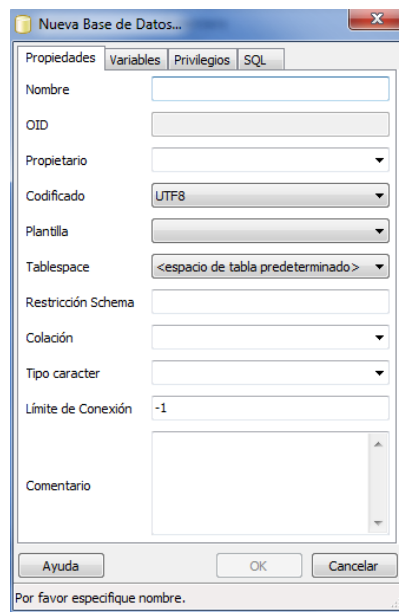 Nueva Base de Datos...
Propiedades Variables Privilegios SQL
Nombre
OID
Propietario
Codificado UTF8
Plantilla
Tablespace <espacio de tabla predeterminado>
Restricción Schema
Colación
Tipo caracter
Límite de Conexión -1
Comentario
Ayuda OK Cancelar
Por favor especifique nombre.